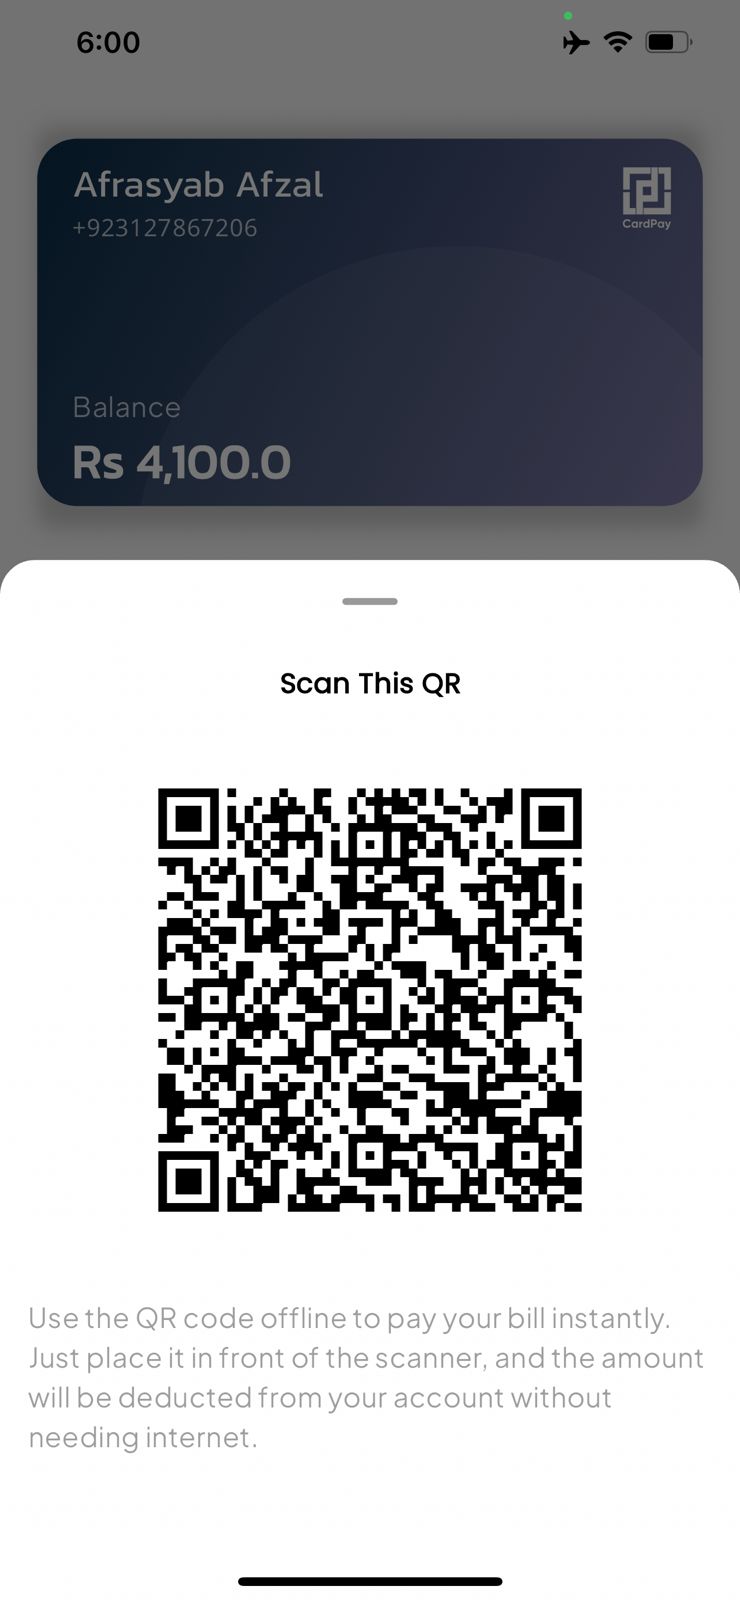 6:00
Afrasyab Afzal
+923127867206
CardPay
Balance
Rs 4,100.0
Scan This QR
Use the QR code offline to pay your bill instantly.
Just place it in front of the scanner, and the amount
will be deducted from your account without
needing internet.